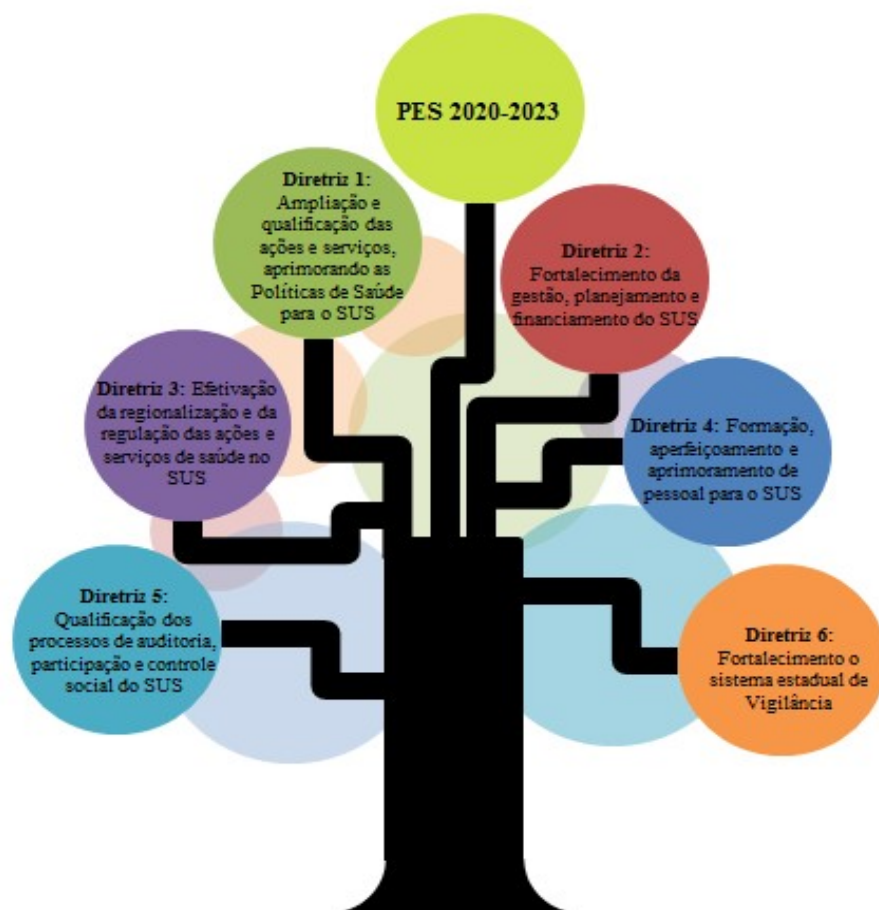 PES 2020-2023
Diretriz 1:
Ampliação e
qualificação das
ações e serviços,
aprimorando as
Políticas de Saúde
para o SUS
Diretriz 2:
Fortalecimento da
gestão, planejamento e
financiamento do SUS
Diretriz 3: Efetivação
da regionalização e da
regulação das ações e
serviços de saúde no
SUS
Diretriz 4: Formação,
aperfeiçoamento e
aprimoramento de
pessoal para o SUS
Diretriz 5:
Qualificação dos
processos de auditoria,
participação e controle
social do SUS
Diretriz 6:
Fortalecimento o
sistema estadual de
Vigilância